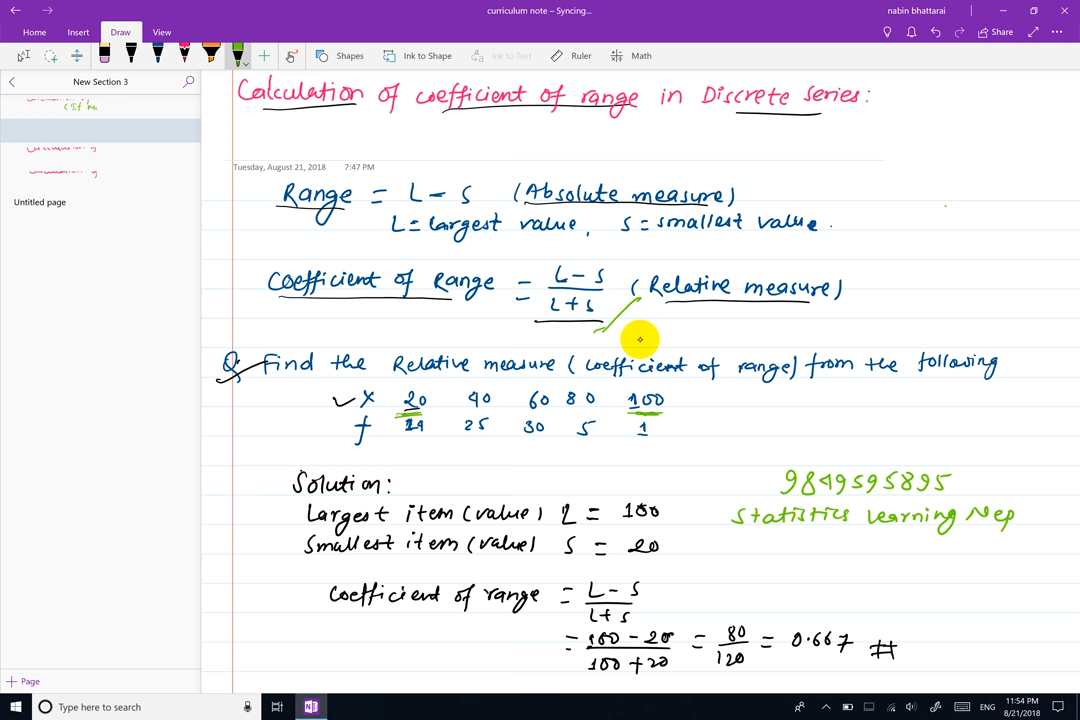 curriculum note - Syncing...
nabin bhattarai
Home Insert Draw View
Share
Shapes Ink to Shape Ink to Text Ruler Math
New Section 3
Calculation of coefficient of range in Discrete series:
Tuesday, August 21, 2018 7:47 PM
Untitled page
Range = L - S (Absolute measure)
L = largest value, S = smallest value.
Coefficient of Range = L - S / L + S (Relative measure)
Q. Find the Relative measure (coefficient of range) from the following
X 20 40 60 80 100
f 25 30 5 1
Solution:
Largest item (value) L = 100
Smallest item (value) S = 20
9849595895
Statistics Learning Nep
Coefficient of range = L - S / L + S
= 100 - 20 / 100 + 20 = 80 / 120 = 0.667 #
+ Page
Type here to search
ENG
11:54 PM
8/21/2018